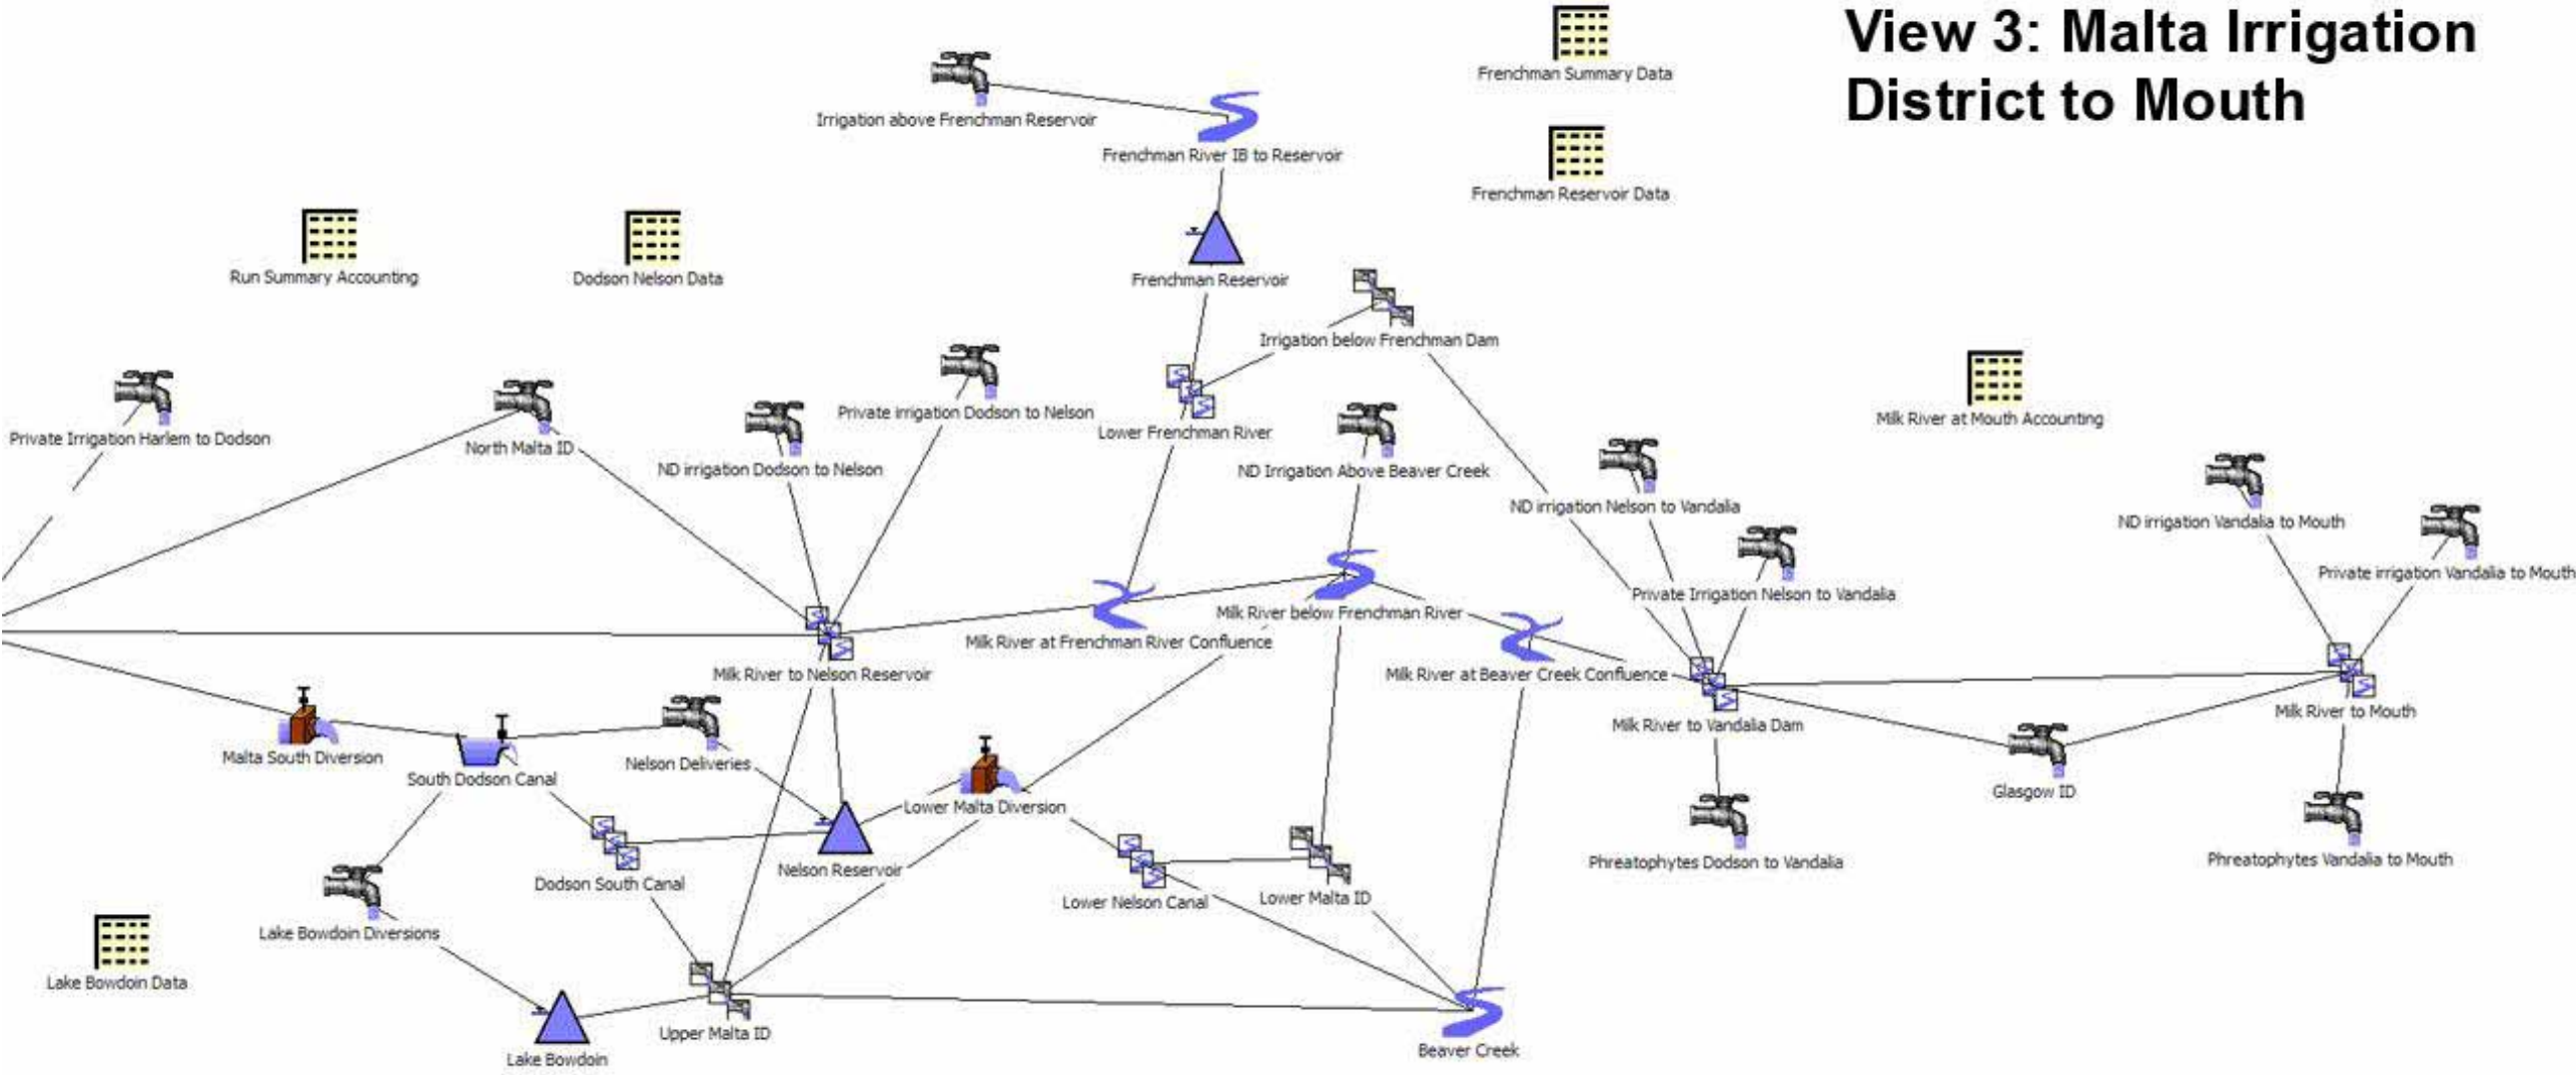 View 3: Malta Irrigation
District to Mouth
Frenchman Summary Data
Irrigation above Frenchman Reservoir
Frenchman River IB to Reservoir
Frenchman Reservoir Data
Run Summary Accounting
Dodson Nelson Data
Frenchman Reservoir
Irrigation below Frenchman Dam
Private irrigation Dodson to Nelson
Milk River at Mouth Accounting
Private Irrigation Harlem to Dodson
North Malta ID
Lower Frenchman River
ND irrigation Dodson to Nelson
ND Irrigation Above Beaver Creek
ND irrigation Nelson to Vandalia
ND irrigation Vandalia to Mouth
Private irrigation Vandalia to Mouth
Private Irrigation Nelson to Vandalia
Milk River below Frenchman River
Milk River at Frenchman River Confluence
Milk River to Nelson Reservoir
Milk River at Beaver Creek Confluence
Milk River to Vandalia Dam
Milk River to Mouth
Malta South Diversion
South Dodson Canal
Nelson Deliveries
Lower Malta Diversion
Glasgow ID
Nelson Reservoir
Phreatophytes Dodson to Vandalia
Phreatophytes Vandalia to Mouth
Dodson South Canal
Lower Nelson Canal
Lower Malta ID
Lake Bowdoin Diversions
Lake Bowdoin Data
Upper Malta ID
Lake Bowdoin
Beaver Creek